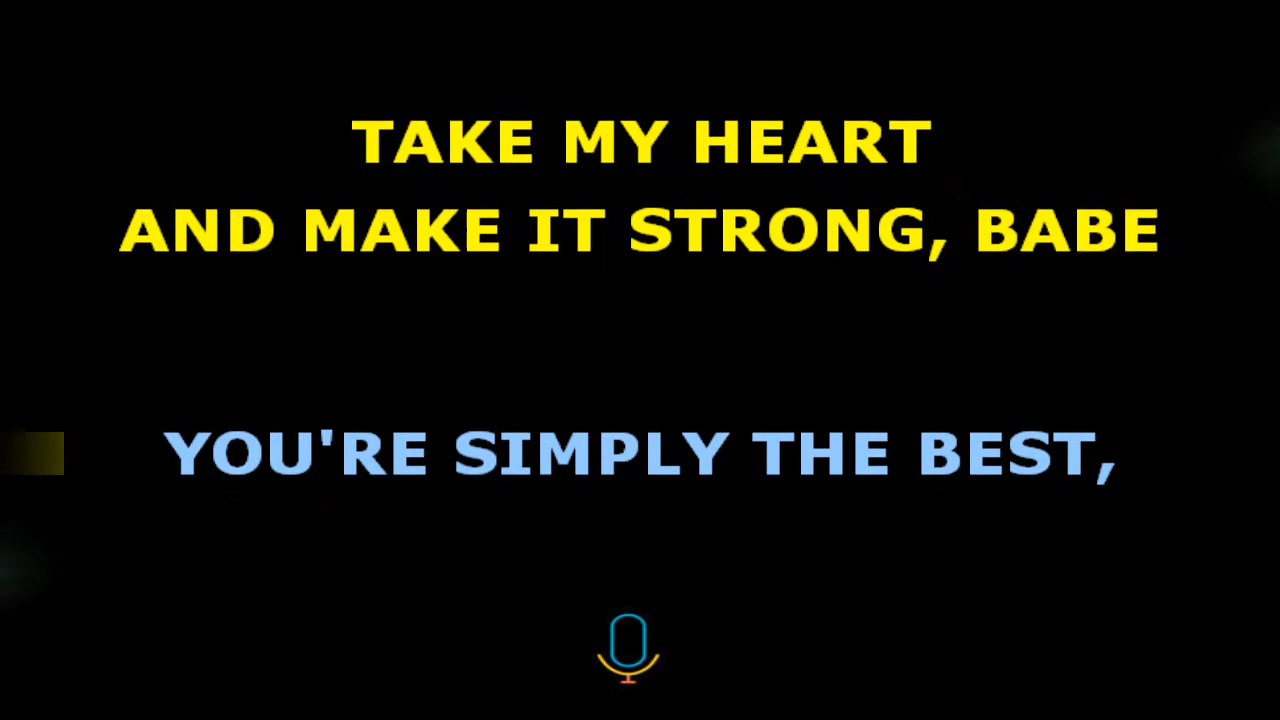 TAKE MY HEART
AND MAKE IT STRONG, BABE
YOU'RE SIMPLY THE BEST,